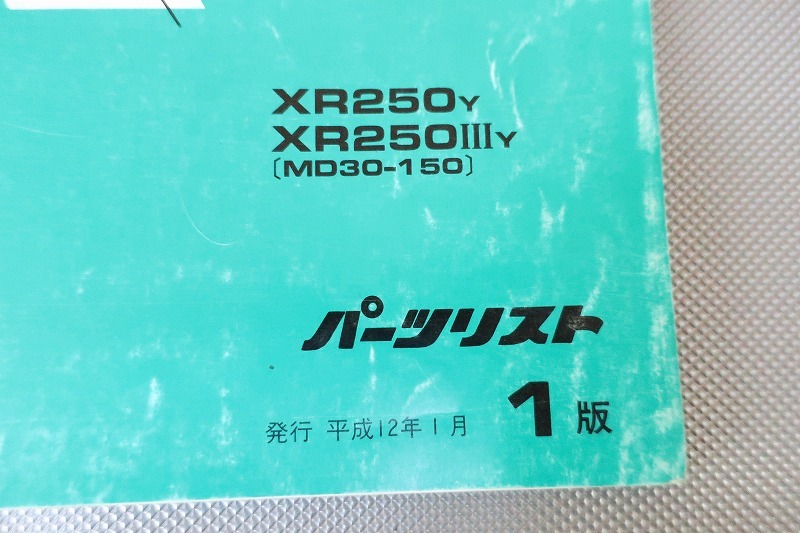 XR250Y
XR250IIIY
〔MD30-150〕
パーツリスト
発行 平成12年1月 1版